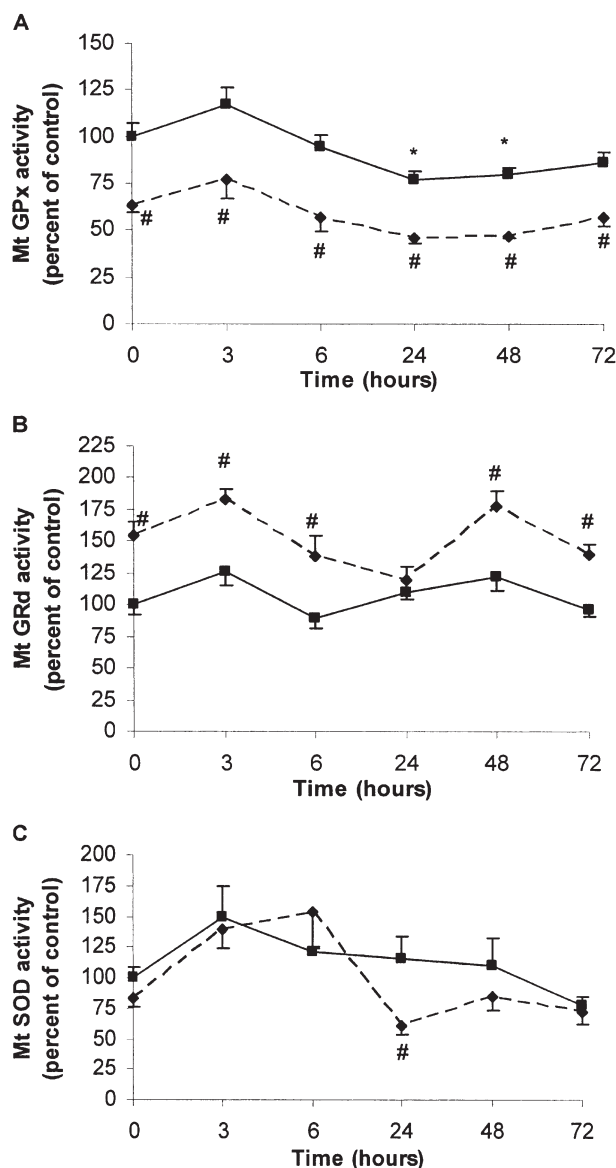 A
Mt GPx activity
(percent of control)
150
125
100
75
50
25
0
* *
# # # # # #
0 3 6 24 48 72
Time (hours)
B
Mt GRd activity
(percent of control)
225
200
175
150
125
100
75
50
25
0
# # # # #
0 3 6 24 48 72
Time (hours)
C
Mt SOD activity
(percent of control)
200
175
150
125
100
75
50
25
0
#
0 3 6 24 48 72
Time (hours)